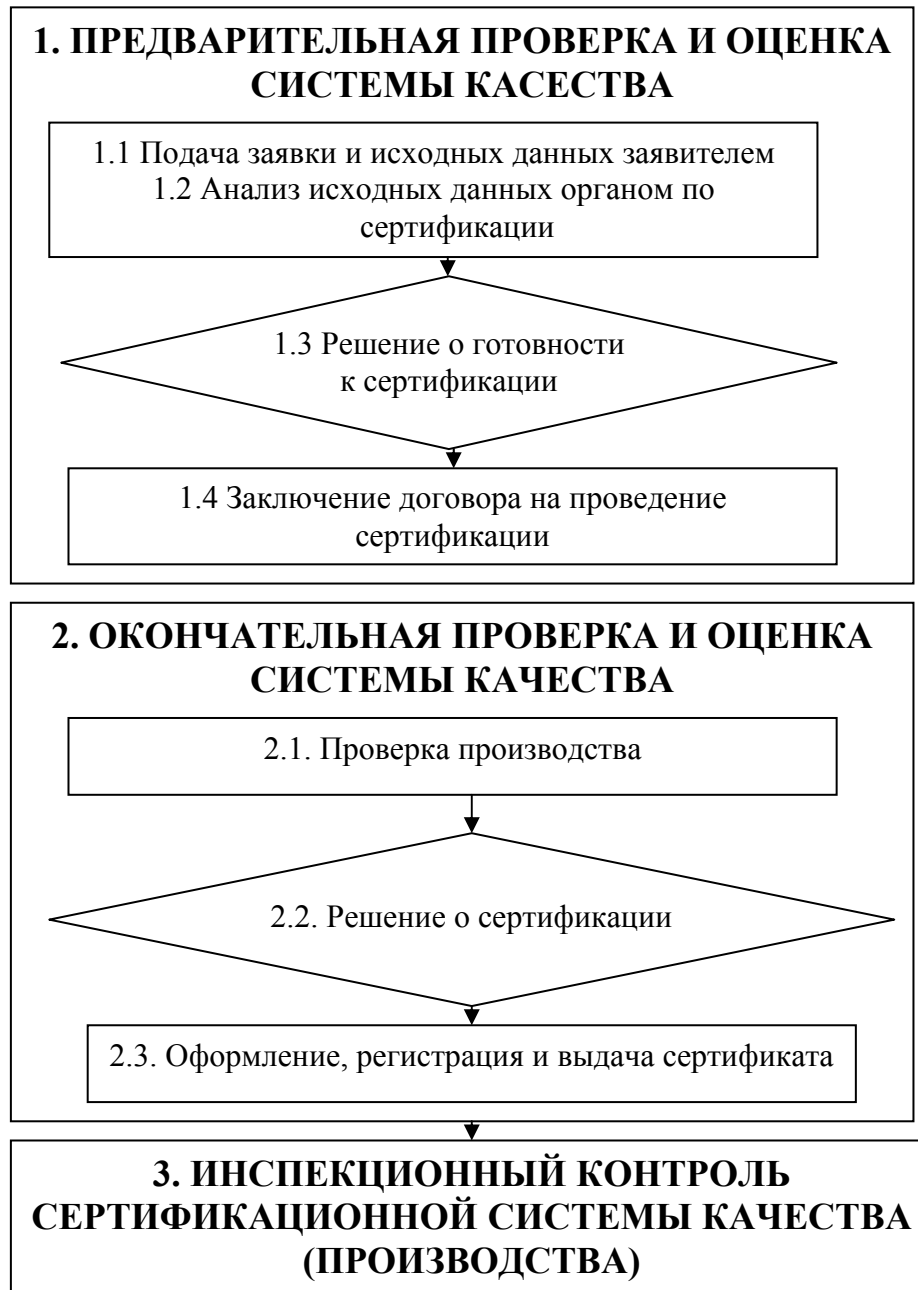 1. ПРЕДВАРИТЕЛЬНАЯ ПРОВЕРКА И ОЦЕНКА
СИСТЕМЫ КАСЕСТВА
1.1 Подача заявки и исходных данных заявителем
1.2 Анализ исходных данных органом по
сертификации
1.3 Решение о готовности
к сертификации
1.4 Заключение договора на проведение
сертификации
2. ОКОНЧАТЕЛЬНАЯ ПРОВЕРКА И ОЦЕНКА
СИСТЕМЫ КАЧЕСТВА
2.1. Проверка производства
2.2. Решение о сертификации
2.3. Оформление, регистрация и выдача сертификата
3. ИНСПЕКЦИОННЫЙ КОНТРОЛЬ
СЕРТИФИКАЦИОННОЙ СИСТЕМЫ КАЧЕСТВА
(ПРОИЗВОДСТВА)